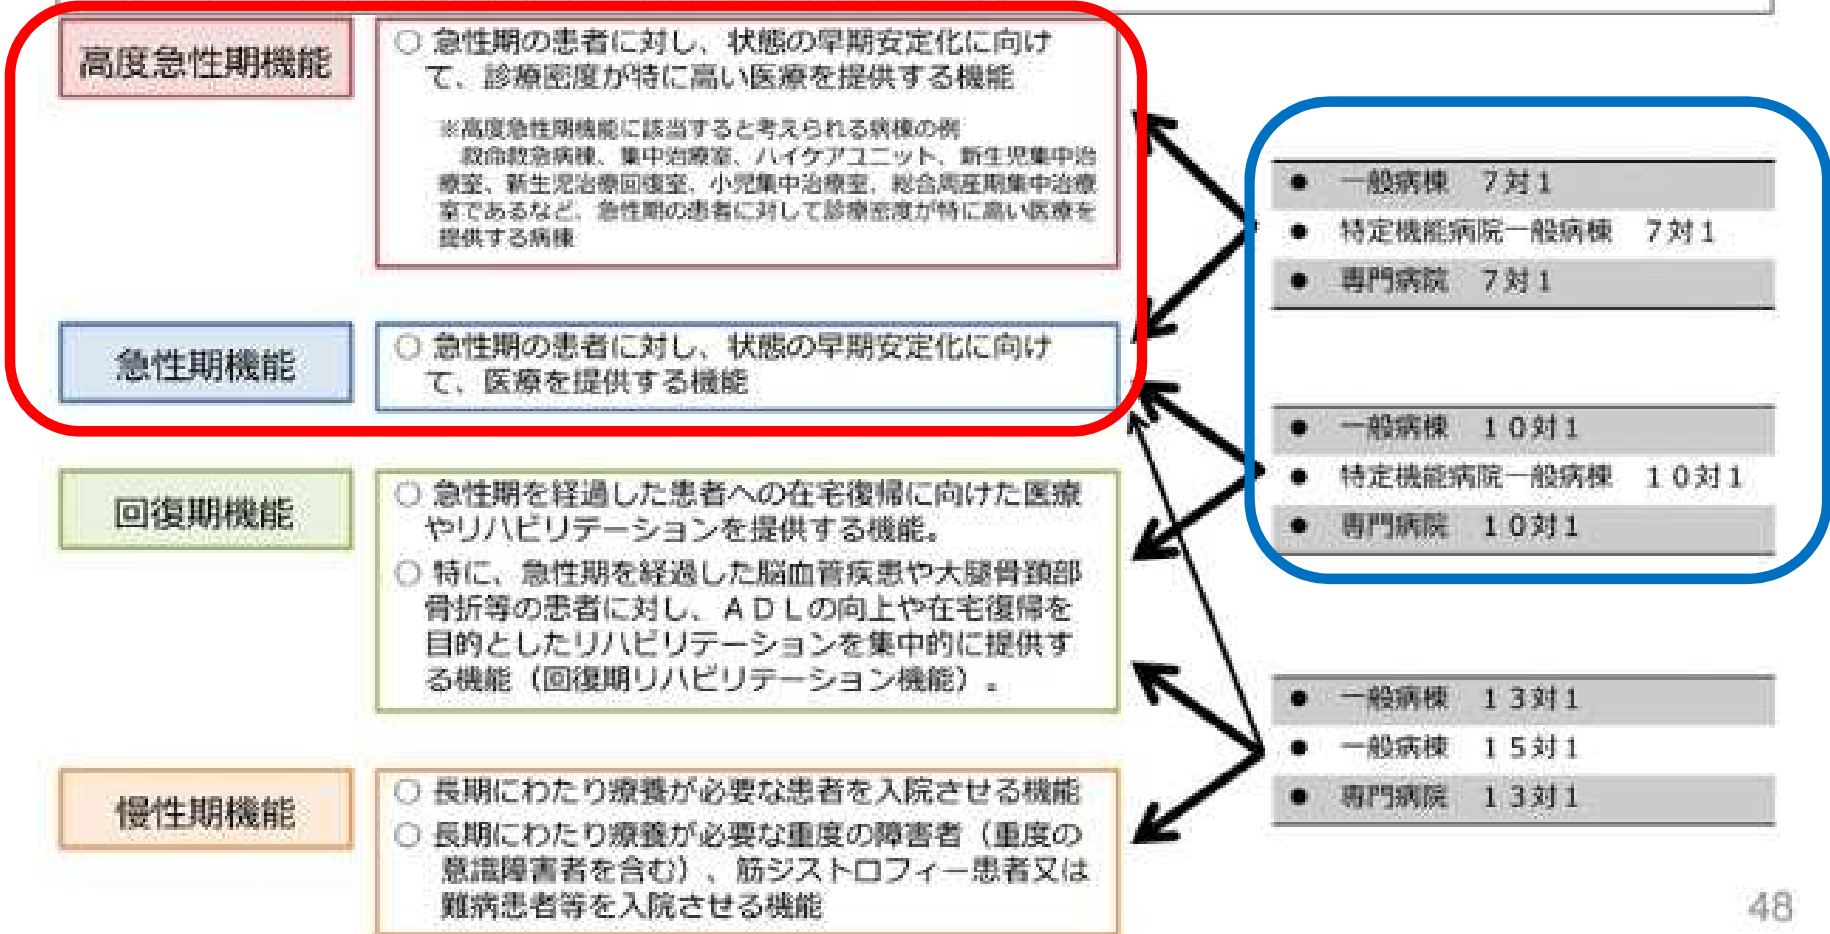 高度急性期機能
○ 急性期の患者に対し、状態の早期安定化に向け
て、診療密度が特に高い医療を提供する機能
※高度急性期機能に該当すると考えられる病棟の例
救命救急病棟、集中治療室、ハイケアユニット、新生児集中治
療室、新生児治療回復室、小児集中治療室、総合周産期集中治療
室であるなど、急性期の患者に対して診療密度が特に高い医療を
提供する病棟
急性期機能
○ 急性期の患者に対し、状態の早期安定化に向け
て、医療を提供する機能
回復期機能
○ 急性期を経過した患者への在宅復帰に向けた医療
やリハビリテーションを提供する機能。
○ 特に、急性期を経過した脳血管疾患や大腿骨頚部
骨折等の患者に対し、ＡＤＬの向上や在宅復帰を
目的としたリハビリテーションを集中的に提供す
る機能（回復期リハビリテーション機能）。
慢性期機能
○ 長期にわたり療養が必要な患者を入院させる機能
○ 長期にわたり療養が必要な重度の障害者（重度の
意識障害者を含む）、筋ジストロフィー患者又は
難病患者等を入院させる機能
● 一般病棟　７対１
● 特定機能病院一般病棟　７対１
● 専門病院　７対１
● 一般病棟　１０対１
● 特定機能病院一般病棟　１０対１
● 専門病院　１０対１
● 一般病棟　１３対１
● 一般病棟　１５対１
● 専門病院　１３対１
48